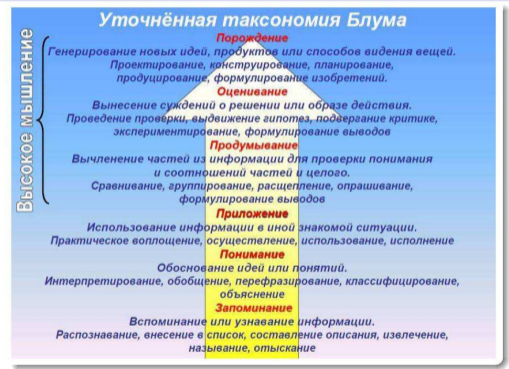 Уточнённая таксономия Блума
Высокое мышление
Порождение
Генерирование новых идей, продуктов или способов видения вещей.
Проектирование, конструирование, планирование,
продуцирование, формулирование изобретений.
Оценивание
Вынесение суждений о решении или образе действия.
Проведение проверки, выдвижение гипотез, подвергание критике,
экспериментирование, формулирование выводов
Продумывание
Вычленение частей из информации для проверки понимания
и соотношений частей и целого.
Сравнивание, группирование, расщепление, опрашивание,
формулирование выводов
Приложение
Использование информации в иной знакомой ситуации.
Практическое воплощение, осуществление, использование, исполнение
Понимание
Обоснование идей или понятий.
Интерпретирование, обобщение, перефразирование, классифицирование,
объяснение
Запоминание
Вспоминание или узнавание информации.
Распознавание, внесение в список, составление описания, извлечение,
называние, отыскание